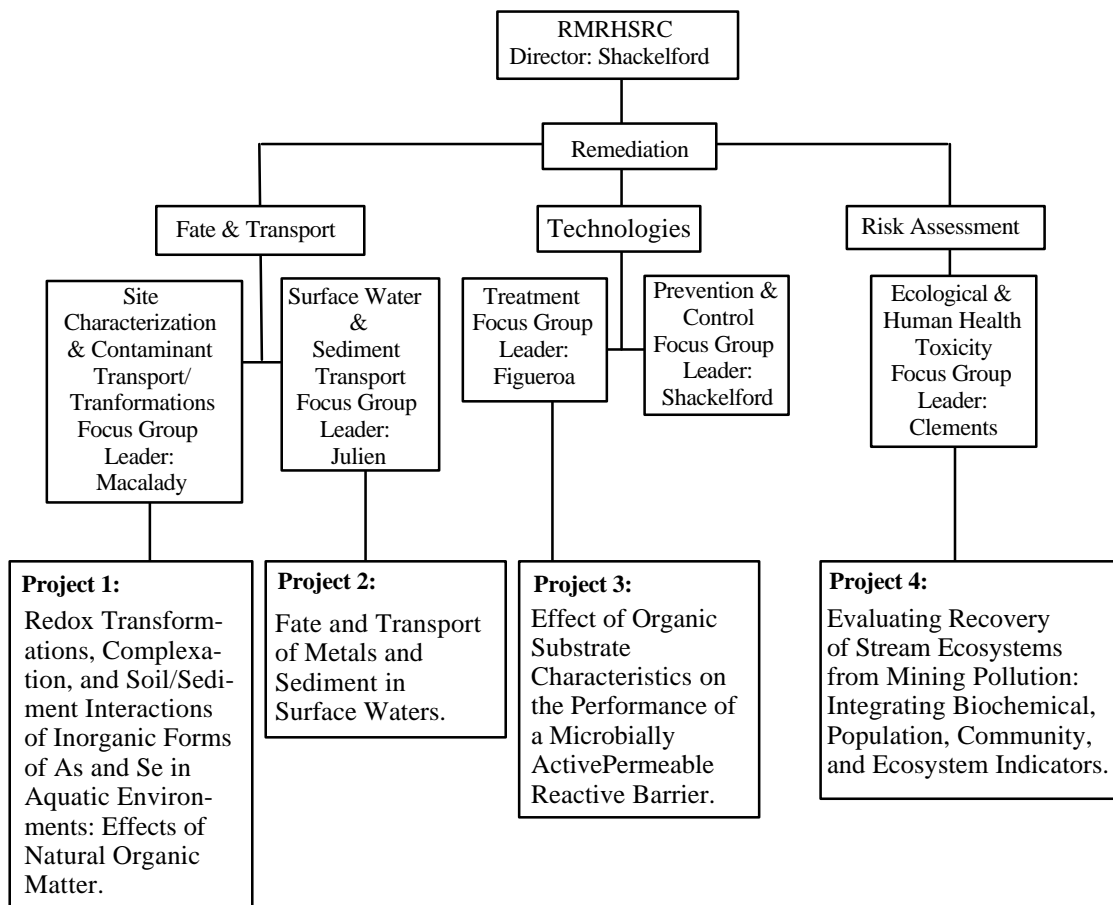 RMRHSRC
Director: Shackelford
Remediation
Fate & Transport
Technologies
Risk Assessment
Site
Characterization
& Contaminant
Transport/
Tranformations
Focus Group
Leader:
Macalady
Surface Water
&
Sediment
Transport
Focus Group
Leader:
Julien
Treatment
Focus Group
Leader:
Figueroa
Prevention &
Control
Focus Group
Leader:
Shackelford
Ecological &
Human Health
Toxicity
Focus Group
Leader:
Clements
Project 1:
Redox Transform-
ations, Complexa-
tion, and Soil/Sedi-
ment Interactions
of Inorganic Forms
of As and Se in
Aquatic Environ-
ments: Effects of
Natural Organic
Matter.
Project 2:
Fate and Transport
of Metals and
Sediment in
Surface Waters.
Project 3:
Effect of Organic
Substrate
Characteristics on
the Performance of
a Microbially
ActivePermeable
Reactive Barrier.
Project 4:
Evaluating Recovery
of Stream Ecosystems
from Mining Pollution:
Integrating Biochemical,
Population, Community,
and Ecosystem Indicators.